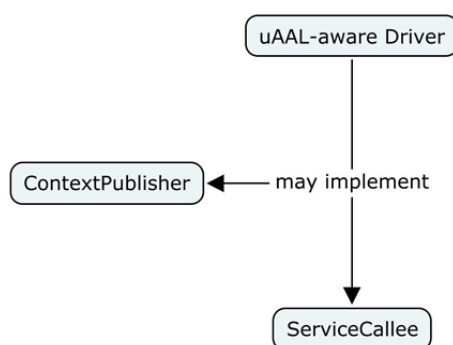 uAAL-aware Driver
ContextPublisher
may implement
ServiceCallee